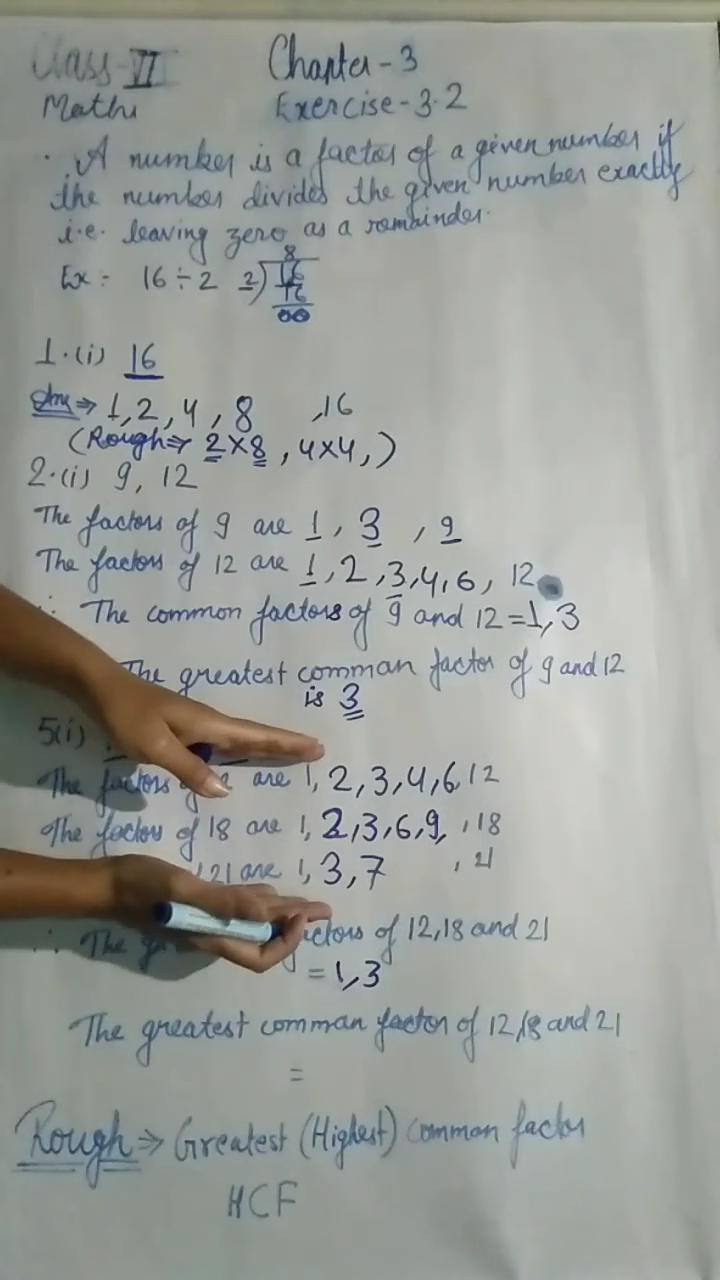 Class-VI Chapter-3
Maths Exercise-3.2
. A number is a factor of a given number if
the number divides the given number exactly
i.e. leaving zero as a remainder.
Ex:- 16÷2 2)16
8
16
00
1.(i) 16
Ans⇒ 1,2,4,8 ,16
(Rough⇒ 2×8, 4×4,)
2.(i) 9, 12
The factors of 9 are 1, 3 , 9
The factors of 12 are 1,2,3,4,6, 12
∴ The common factors of 9 and 12 =1,3
The greatest comman factor of 9 and 12
is 3
5(i)
The factors of 2 are 1, 2,3,4,6,12
The factors of 18 are 1, 2,3,6,9, ,18
21 are 1, 3,7 , 21
∴ The factors of 12,18 and 21
= 1,3
The greatest comman factor of 12,18 and 21
=
Rough⇒ Greatest (Highest) common factor
HCF